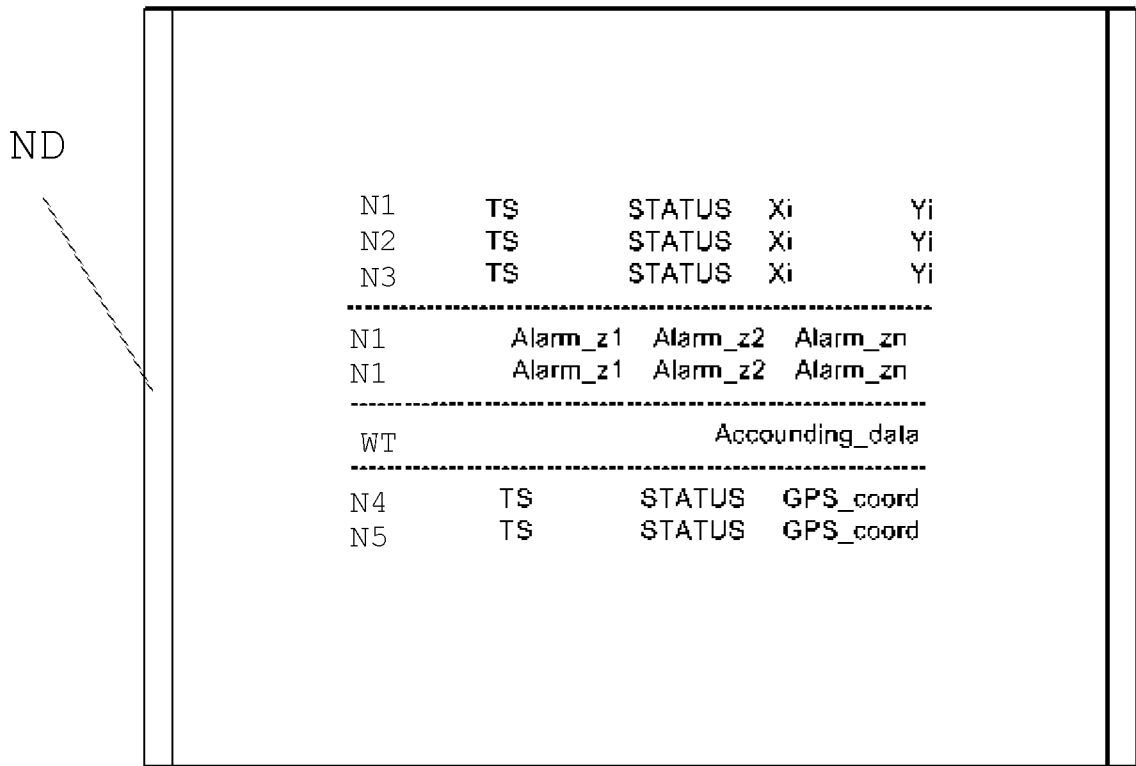 ND
N1 TS STATUS Xi Yi
N2 TS STATUS Xi Yi
N3 TS STATUS Xi Yi
N1 Alarm_z1 Alarm_z2 Alarm_zn
N1 Alarm_z1 Alarm_z2 Alarm_zn
WT Accounding_data
N4 TS STATUS GPS_coord
N5 TS STATUS GPS_coord